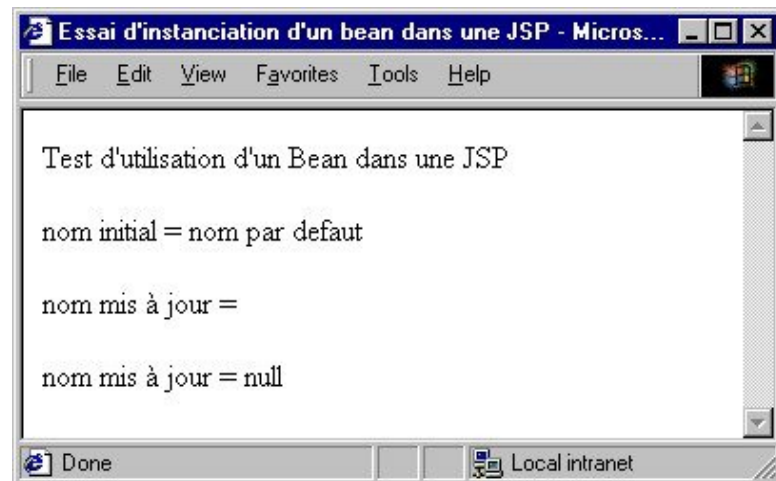 Essai d'instanciation d'un bean dans une JSP - Micros...
File Edit View Favorites Tools Help
Test d'utilisation d'un Bean dans une JSP
nom initial = nom par defaut
nom mis à jour =
nom mis à jour = null
Done Local intranet